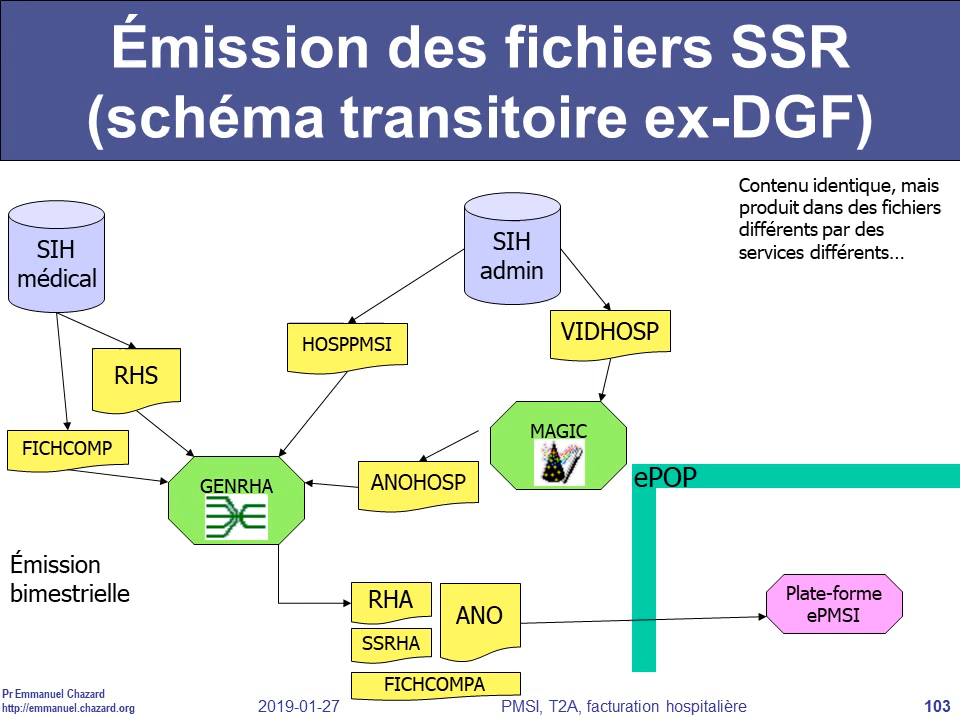 Émission des fichiers SSR
(schéma transitoire ex-DGF)
Contenu identique, mais
produit dans des fichiers
différents par des
services différents…
SIH
médical
SIH
admin
HOSPPMSI
VIDHOSP
RHS
FICHCOMP
MAGIC
GENRHA
ANOHOSP
ePOP
Émission
bimestrielle
RHA
ANO
SSRHA
FICHCOMPA
Plate-forme
ePMSI
Pr Emmanuel Chazard
http://emmanuel.chazard.org
2019-01-27
PMSI, T2A, facturation hospitalière
103